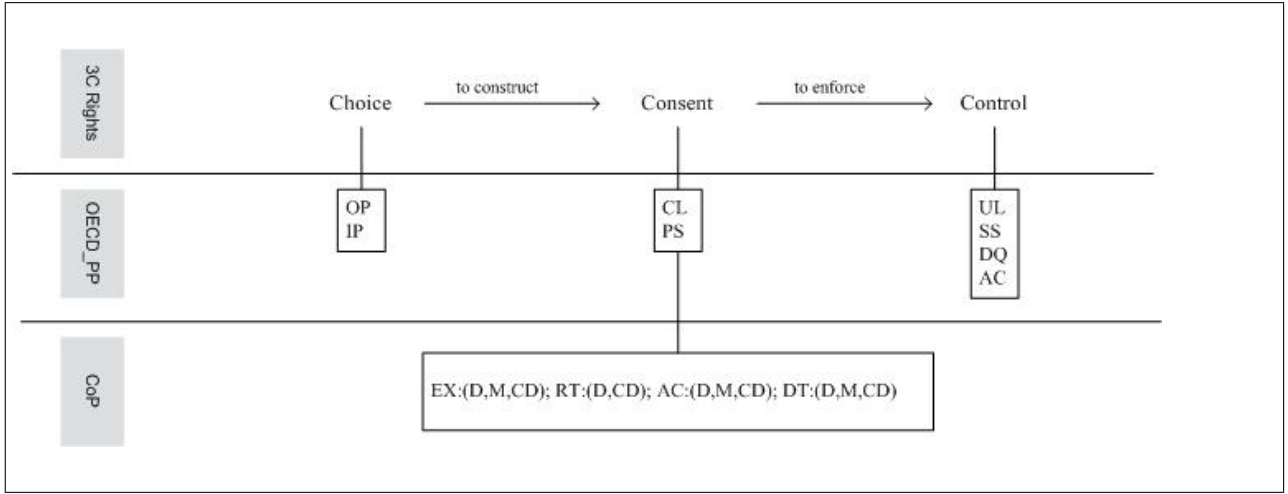 3C Rights
to construct
to enforce
Choice
Consent
Control
OECD_PP
OP
IP
CL
PS
UL
SS
DQ
AC
CoP
EX:(D,M,CD); RT:(D,CD); AC:(D,M,CD); DT:(D,M,CD)